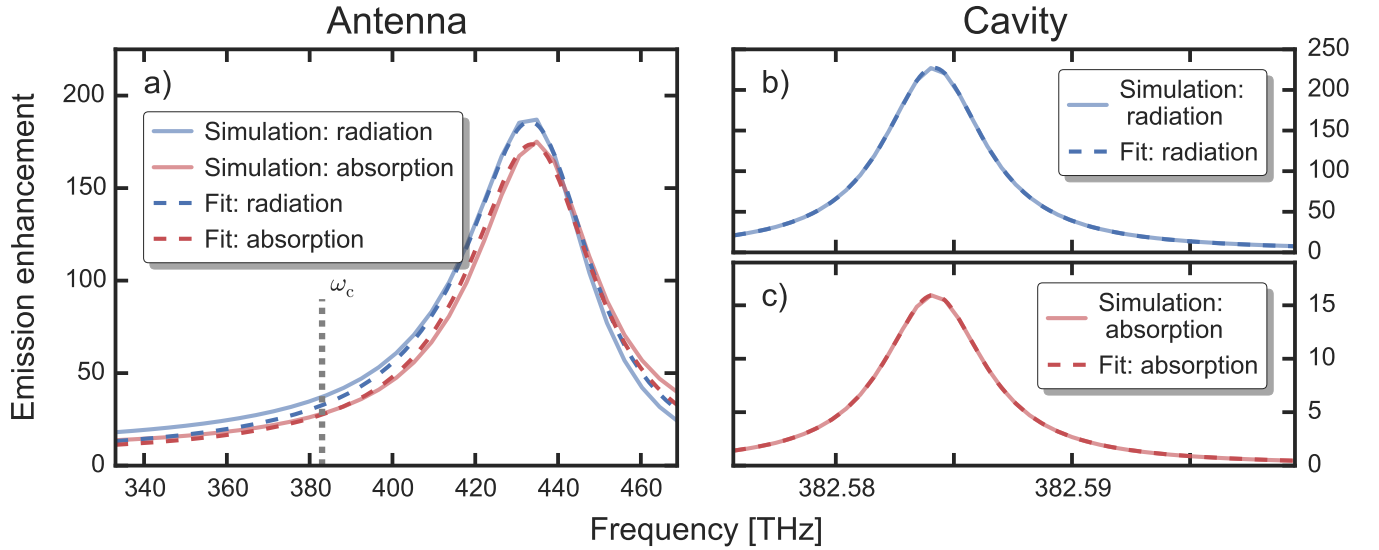 Antenna
Cavity
Emission enhancement
a)
200
150
100
50
0
Simulation: radiation
Simulation: absorption
Fit: radiation
Fit: absorption
ωc
340
360
380
400
420
440
460
b)
Simulation:
radiation
Fit: radiation
250
200
150
100
50
0
c)
Simulation:
absorption
Fit: absorption
15
10
5
0
382.58
382.59
Frequency [THz]